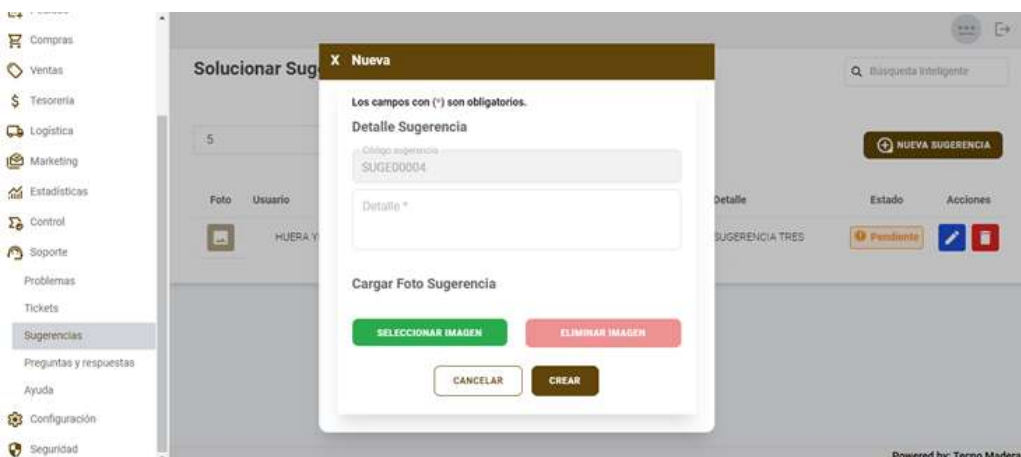 Compras
Ventas
Tesorería
Logística
Marketing
Estadísticas
Control
Soporte
Problemas
Tickets
Sugerencias
Preguntas y respuestas
Ayuda
Configuración
Seguridad
Solucionar Sug
Búsqueda Inteligente
5
NUEVA SUGERENCIA
Foto Usuario Detalle Estado Acciones
HUERA Y SUGERENCIA TRES Pendiente
X Nueva
Los campos con (*) son obligatorios.
Detalle Sugerencia
Código sugerencia
SUGE00004
Detalle *
Cargar Foto Sugerencia
SELECCIONAR IMAGEN ELIMINAR IMAGEN
CANCELAR CREAR
Powered by: Tecno Madera